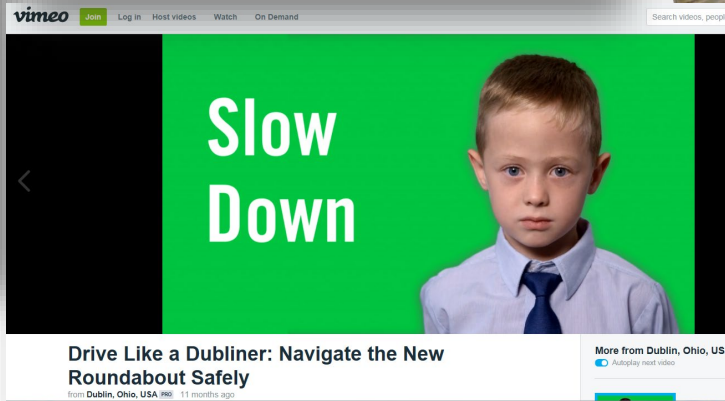 vimeo Join Log in Host videos Watch On Demand Search videos, peopl
Slow
Down
Drive Like a Dubliner: Navigate the New
Roundabout Safely
from Dublin, Ohio, USA PRO 11 months ago
More from Dublin, Ohio, US
Autoplay next video